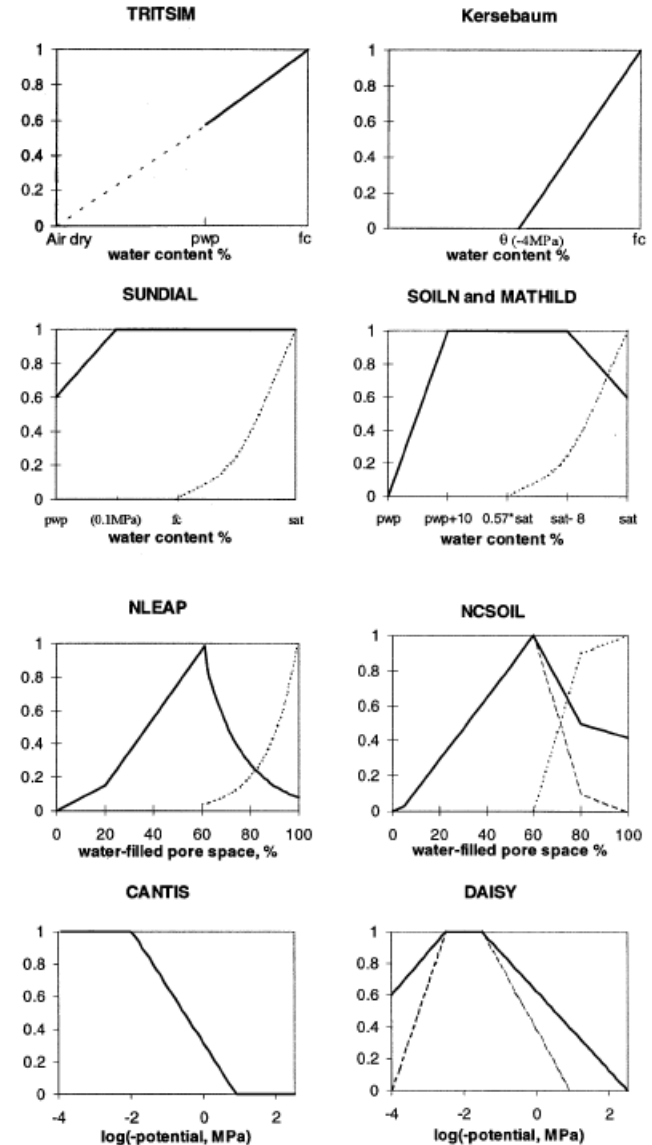 TRITSIM
Kersebaum
1
0.8
0.6
0.4
0.2
0
Air dry pwp fc
water content %
1
0.8
0.6
0.4
0.2
0
θ (-4MPa) fc
water content %
SUNDIAL
SOILN and MATHILD
1
0.8
0.6
0.4
0.2
0
pwp (0.1MPa) fc sat
water content %
1
0.8
0.6
0.4
0.2
0
pwp pwp+10 0.57*sat sat- 8 sat
water content %
NLEAP
NCSOIL
1
0.8
0.6
0.4
0.2
0
0 20 40 60 80 100
water-filled pore space, %
1
0.8
0.6
0.4
0.2
0
0 20 40 60 80 100
water-filled pore space %
CANTIS
DAISY
1
0.8
0.6
0.4
0.2
0
-4 -2 0 2
log(-potential, MPa)
1
0.8
0.6
0.4
0.2
0
-4 -2 0 2
log(-potential, MPa)